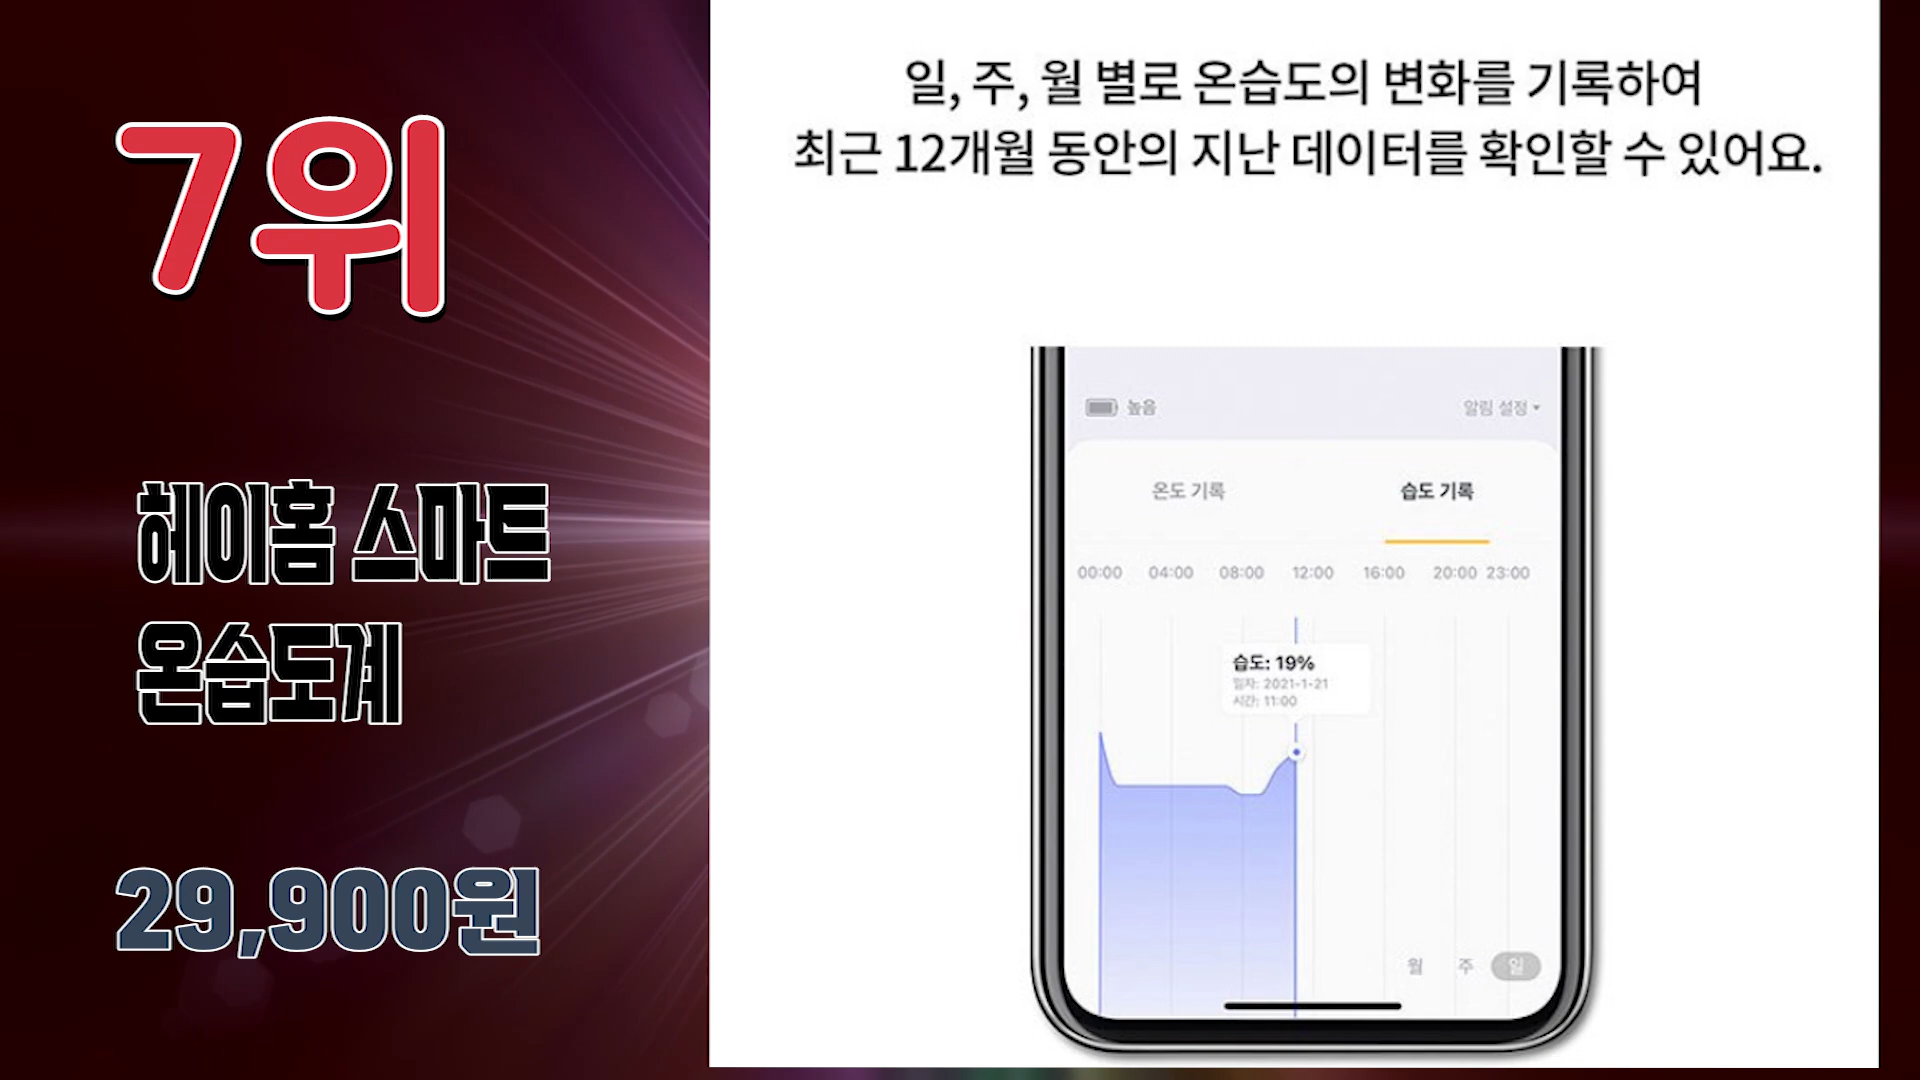 7위
헤이홈 스마트
온습도계
29,900원
일, 주, 월 별로 온습도의 변화를 기록하여
최근 12개월 동안의 지난 데이터를 확인할 수 있어요.
높음
알림 설정
온도 기록
습도 기록
00:00 04:00 08:00 12:00 16:00 20:00 23:00
습도: 19%
일자: 2021-1-21
시간: 11:00
월 주 일